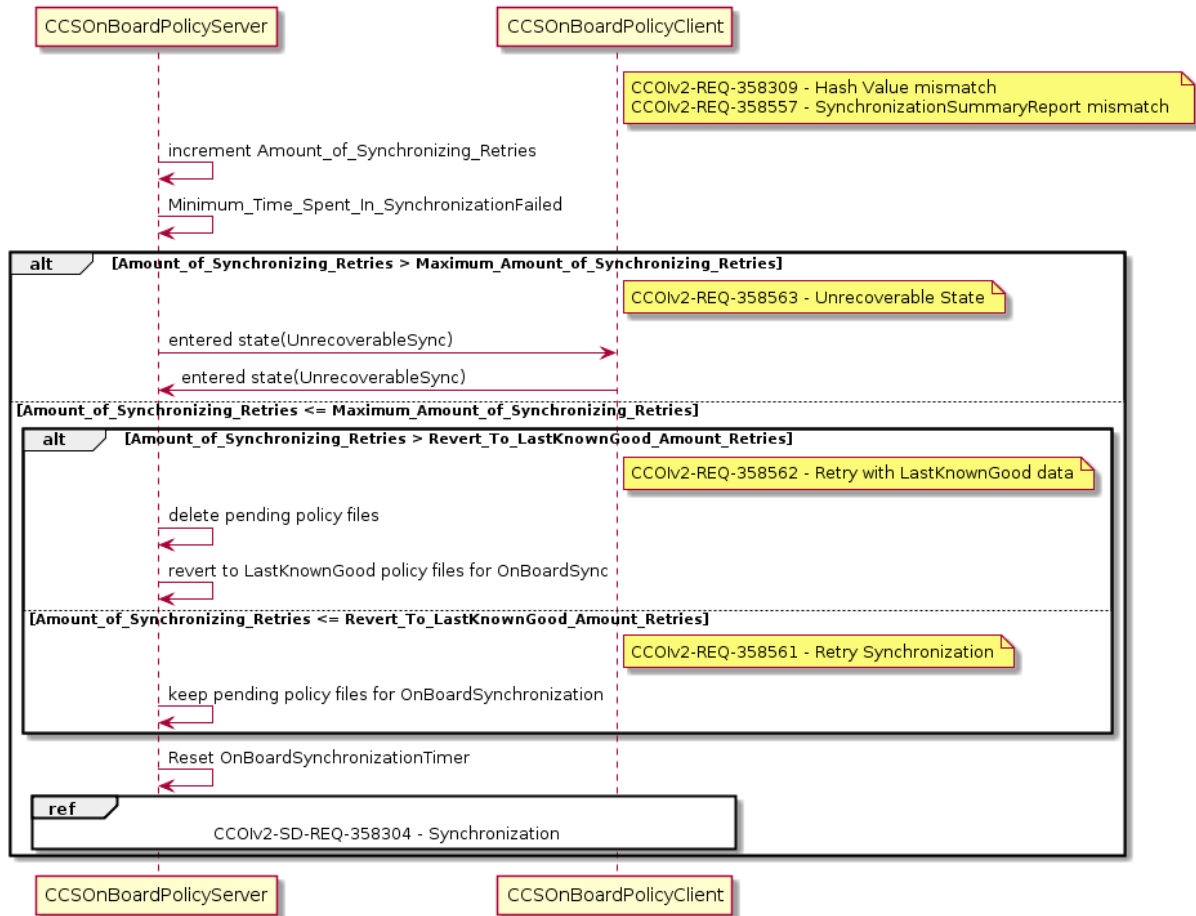 CCSOnBoardPolicyServer
CCSOnBoardPolicyClient
CCOIv2-REQ-358309 - Hash Value mismatch
CCOIv2-REQ-358557 - SynchronizationSummaryReport mismatch
increment Amount_of_Synchronizing_Retries
Minimum_Time_Spent_In_SynchronizationFailed
alt
[Amount_of_Synchronizing_Retries > Maximum_Amount_of_Synchronizing_Retries]
CCOIv2-REQ-358563 - Unrecoverable State
entered state(UnrecoverableSync)
entered state(UnrecoverableSync)
[Amount_of_Synchronizing_Retries <= Maximum_Amount_of_Synchronizing_Retries]
alt
[Amount_of_Synchronizing_Retries > Revert_To_LastKnownGood_Amount_Retries]
CCOIv2-REQ-358562 - Retry with LastKnownGood data
delete pending policy files
revert to LastKnownGood policy files for OnBoardSync
[Amount_of_Synchronizing_Retries <= Revert_To_LastKnownGood_Amount_Retries]
CCOIv2-REQ-358561 - Retry Synchronization
keep pending policy files for OnBoardSynchronization
Reset OnBoardSynchronizationTimer
ref
CCOIv2-SD-REQ-358304 - Synchronization
CCSOnBoardPolicyServer
CCSOnBoardPolicyClient